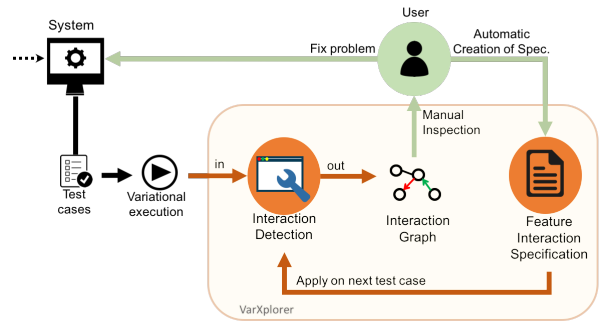 System
User
Fix problem
Automatic
Creation of Spec.
Manual
Inspection
in
out
Test
cases
Variational
execution
Interaction
Detection
Interaction
Graph
Feature
Interaction
Specification
Apply on next test case
VarXplorer